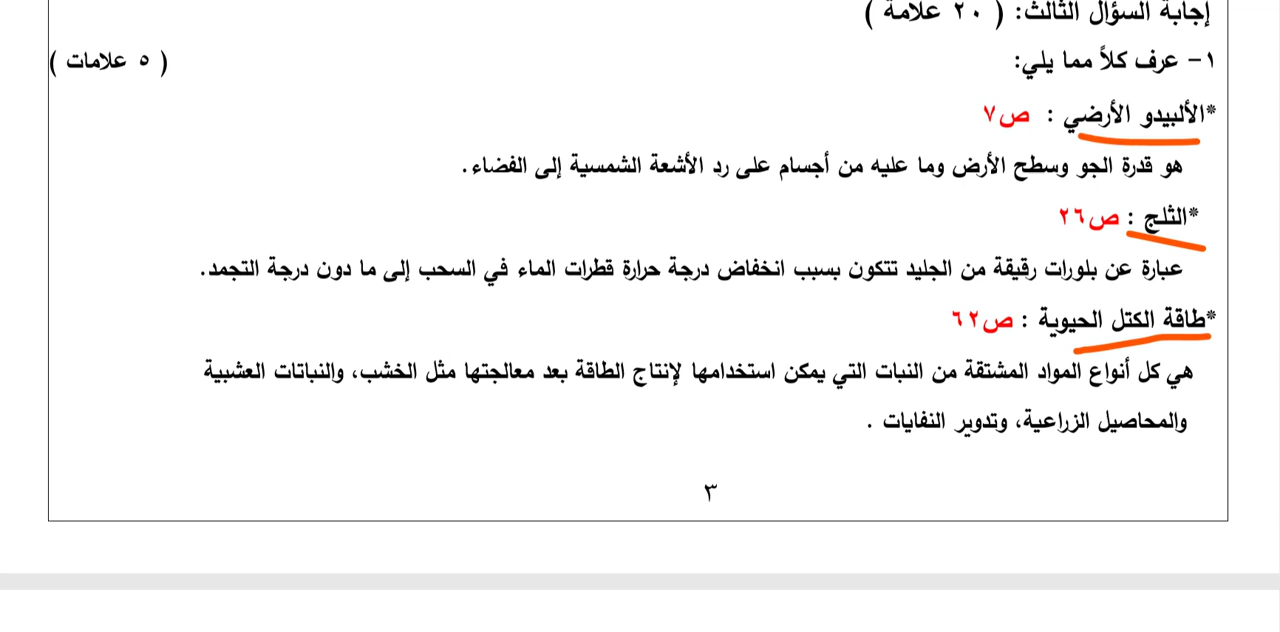 إجابة السؤال الثالث: ( ٢٠ علامة )
١- عرف كلاً مما يلي: ( ٥ علامات )
*الألبيدو الأرضي : ص٧
هو قدرة الجو وسطح الأرض وما عليه من أجسام على رد الأشعة الشمسية إلى الفضاء.
*الثلج : ص٢٦
عبارة عن بلورات رقيقة من الجليد تتكون بسبب انخفاض درجة حرارة قطرات الماء في السحب إلى ما دون درجة التجمد.
*طاقة الكتل الحيوية : ص٦٢
هي كل أنواع المواد المشتقة من النبات التي يمكن استخدامها لإنتاج الطاقة بعد معالجتها مثل الخشب، والنباتات العشبية
والمحاصيل الزراعية، وتدوير النفايات .
٣